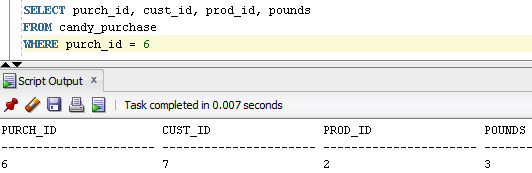 SELECT purch_id, cust_id, prod_id, pounds
FROM candy_purchase
WHERE purch_id = 6
Script Output x
Task completed in 0.007 seconds
PURCH_ID CUST_ID PROD_ID POUNDS
6 7 2 3